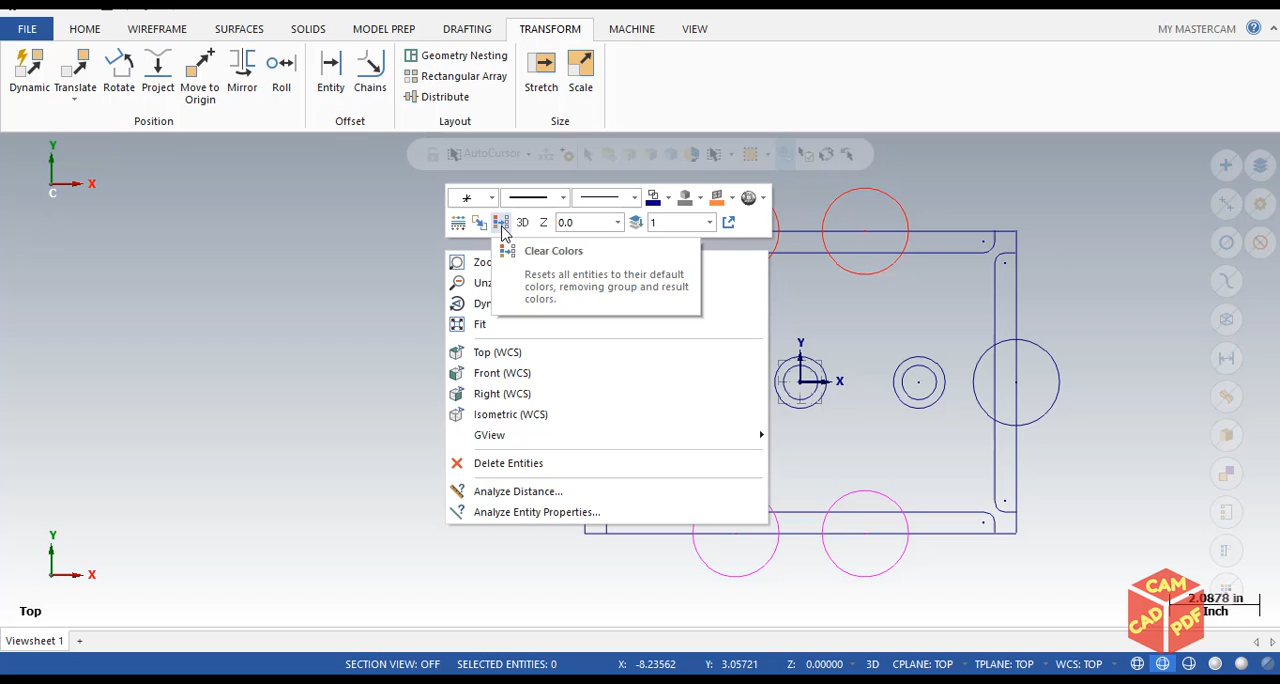 FILE HOME WIREFRAME SURFACES SOLIDS MODEL PREP DRAFTING TRANSFORM MACHINE VIEW MY MASTERCAM
Dynamic Translate Rotate Project Move to Origin Mirror Roll
Position
Entity Chains
Offset
Geometry Nesting
Rectangular Array
Distribute
Layout
Stretch Scale
Size
AutoCursor
Y
X
C
3D Z 0.0 1
Clear Colors
Resets all entities to their default
colors, removing group and result
colors.
Zoo
Unz
Dyn
Fit
Top (WCS)
Front (WCS)
Right (WCS)
Isometric (WCS)
GView
Delete Entities
Analyze Distance...
Analyze Entity Properties...
Y
X
Y
X
Top
2.0878 in
Inch
CAM
CAD
PDF
Viewsheet 1 +
SECTION VIEW: OFF SELECTED ENTITIES: 0 X: -8.23562 Y: 3.05721 Z: 0.00000 3D CPLANE: TOP TPLANE: TOP WCS: TOP